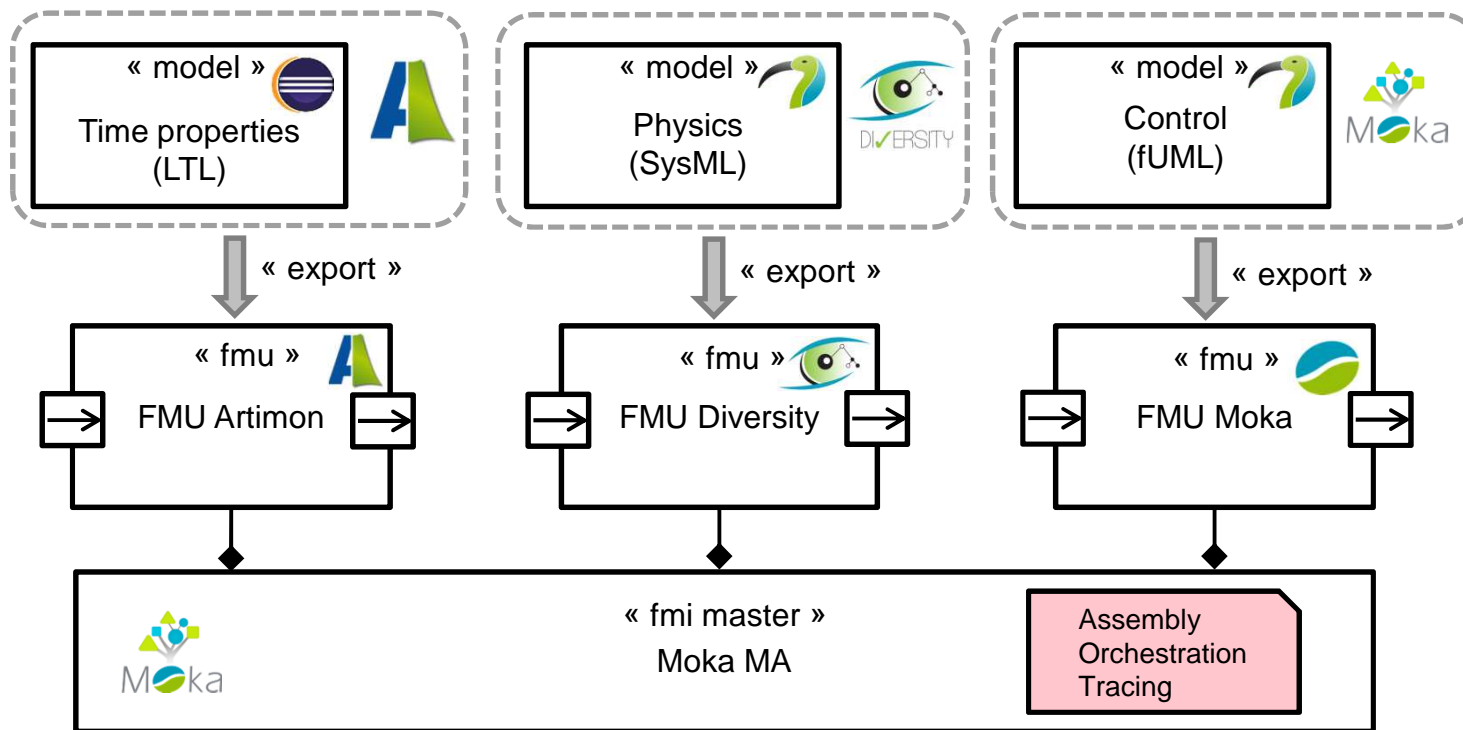 « model »
Time properties
(LTL)
« model »
Physics
(SysML)
DIVERSITY
« model »
Control
(fUML)
Moka
« export »
« export »
« export »
« fmu »
FMU Artimon
« fmu »
FMU Diversity
« fmu »
FMU Moka
« fmi master »
Moka MA
Moka
Assembly
Orchestration
Tracing